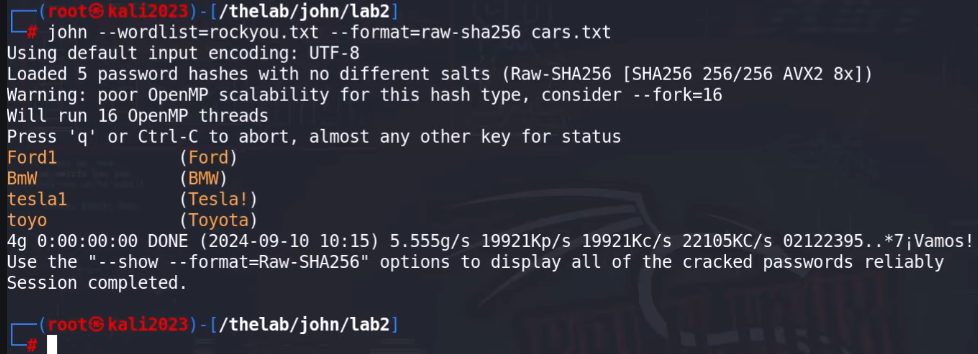 ┌──(root㉿kali2023)-[/thelab/john/lab2]
└─# john --wordlist=rockyou.txt --format=raw-sha256 cars.txt
Using default input encoding: UTF-8
Loaded 5 password hashes with no different salts (Raw-SHA256 [SHA256 256/256 AVX2 8x])
Warning: poor OpenMP scalability for this hash type, consider --fork=16
Will run 16 OpenMP threads
Press 'q' or Ctrl-C to abort, almost any other key for status
Ford1            (Ford)
BmW              (BMW)
tesla1           (Tesla!)
toyo             (Toyota)
4g 0:00:00:00 DONE (2024-09-10 10:15) 5.555g/s 19921Kp/s 19921Kc/s 22105KC/s 02122395..*7¡Vamos!
Use the "--show --format=Raw-SHA256" options to display all of the cracked passwords reliably
Session completed.
┌──(root㉿kali2023)-[/thelab/john/lab2]
└─#